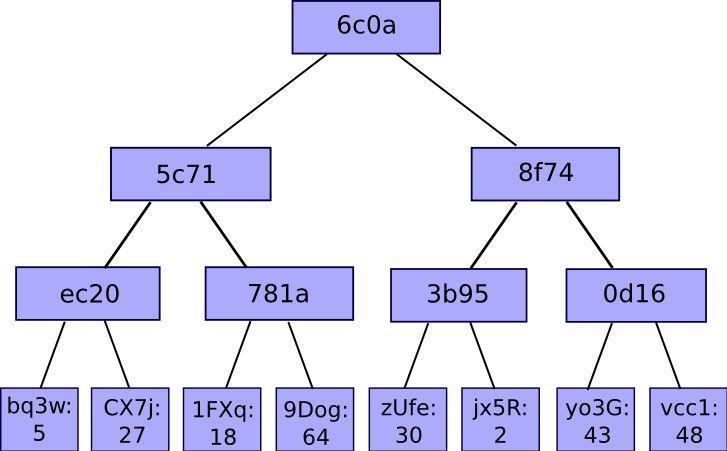 6c0a
5c71
8f74
ec20
781a
3b95
0d16
bq3w:
5
CX7j:
27
1FXq:
18
9Dog:
64
zUfe:
30
jx5R:
2
yo3G:
43
vcc1:
48